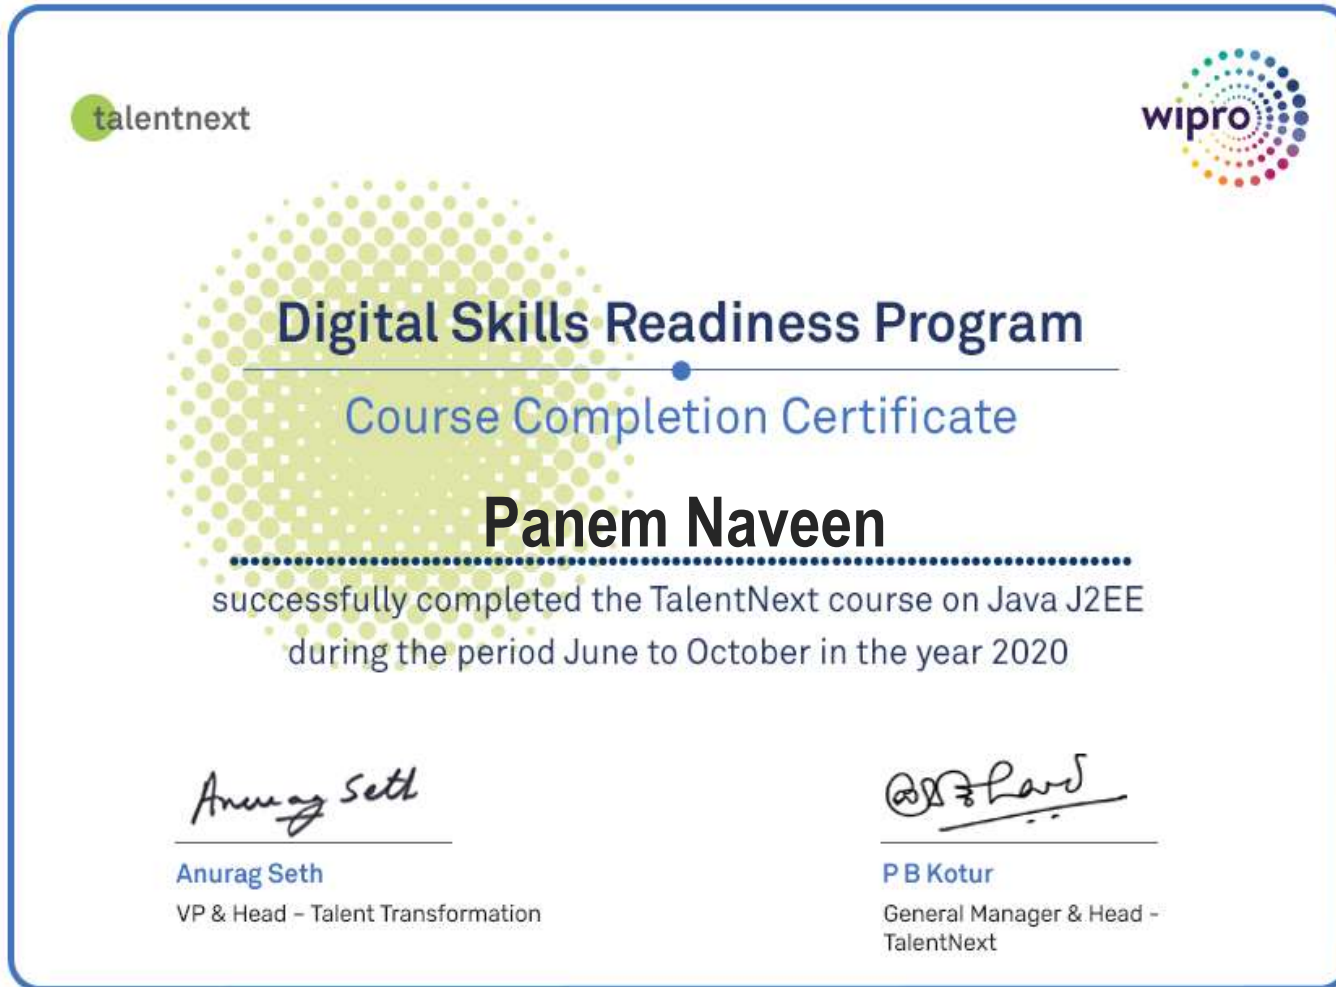 talentnext
wipro
Digital Skills Readiness Program
Course Completion Certificate
Panem Naveen
successfully completed the TalentNext course on Java J2EE
during the period June to October in the year 2020
Anurag Seth
Anurag Seth
VP & Head – Talent Transformation
P B Kotur
General Manager & Head -
TalentNext